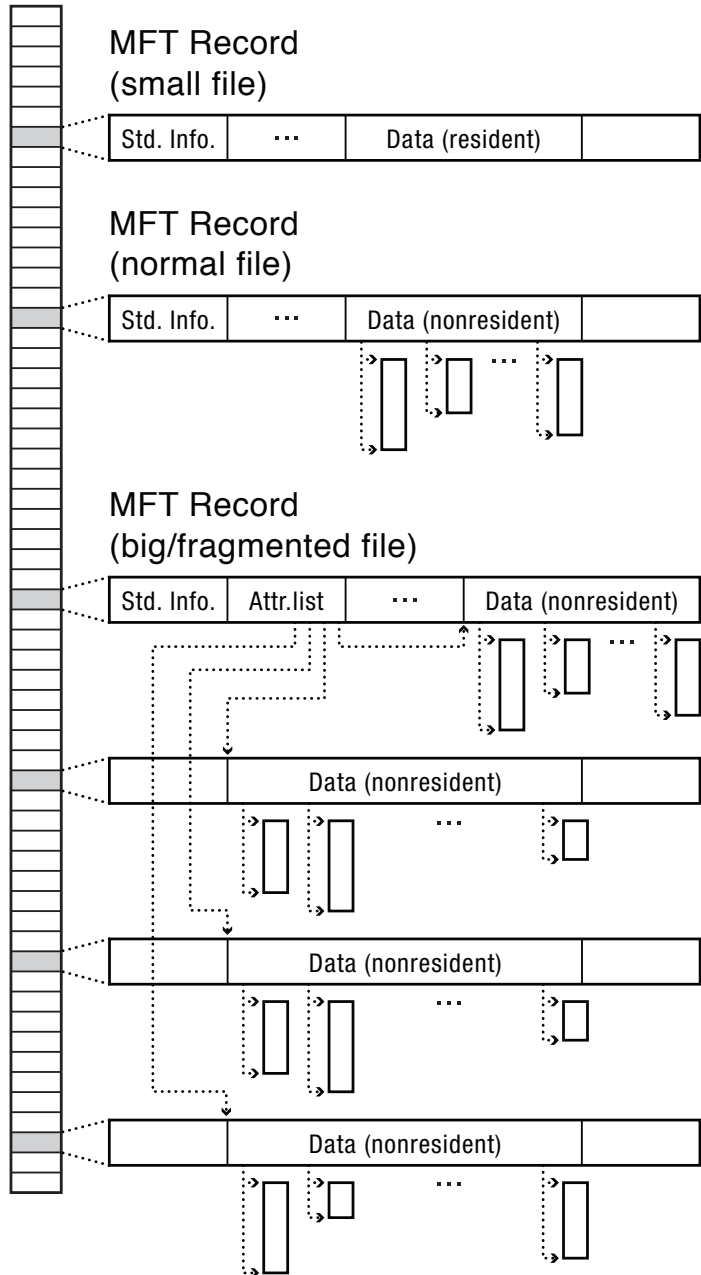 MFT Record
(small file)
Std. Info. ... Data (resident)
MFT Record
(normal file)
Std. Info. ... Data (nonresident)
...
MFT Record
(big/fragmented file)
Std. Info. Attr.list ... Data (nonresident)
...
Data (nonresident)
...
Data (nonresident)
...
Data (nonresident)
...